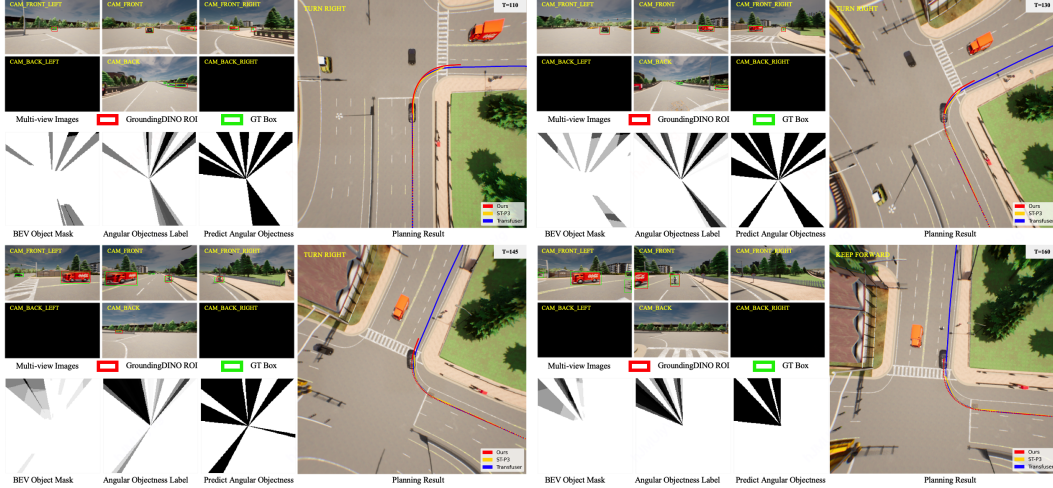 CAM_FRONT_LEFT CAM_FRONT CAM_FRONT_RIGHT
CAM_BACK_LEFT CAM_BACK CAM_BACK_RIGHT
Multi-view Images GroundingDINO ROI GT Box
BEV Object Mask Angular Objectness Label Predict Angular Objectness
TURN RIGHT T=110
Ours
ST-P3
Transfuser
Planning Result
CAM_FRONT_LEFT CAM_FRONT CAM_FRONT_RIGHT
CAM_BACK_LEFT CAM_BACK CAM_BACK_RIGHT
Multi-view Images GroundingDINO ROI GT Box
BEV Object Mask Angular Objectness Label Predict Angular Objectness
TURN RIGHT T=130
Ours
ST-P3
Transfuser
Planning Result
CAM_FRONT_LEFT CAM_FRONT CAM_FRONT_RIGHT
CAM_BACK_LEFT CAM_BACK CAM_BACK_RIGHT
Multi-view Images GroundingDINO ROI GT Box
BEV Object Mask Angular Objectness Label Predict Angular Objectness
TURN RIGHT T=145
Ours
ST-P3
Transfuser
Planning Result
CAM_FRONT_LEFT CAM_FRONT CAM_FRONT_RIGHT
CAM_BACK_LEFT CAM_BACK CAM_BACK_RIGHT
Multi-view Images GroundingDINO ROI GT Box
BEV Object Mask Angular Objectness Label Predict Angular Objectness
KEEP FORWARD T=160
Ours
ST-P3
Transfuser
Planning Result